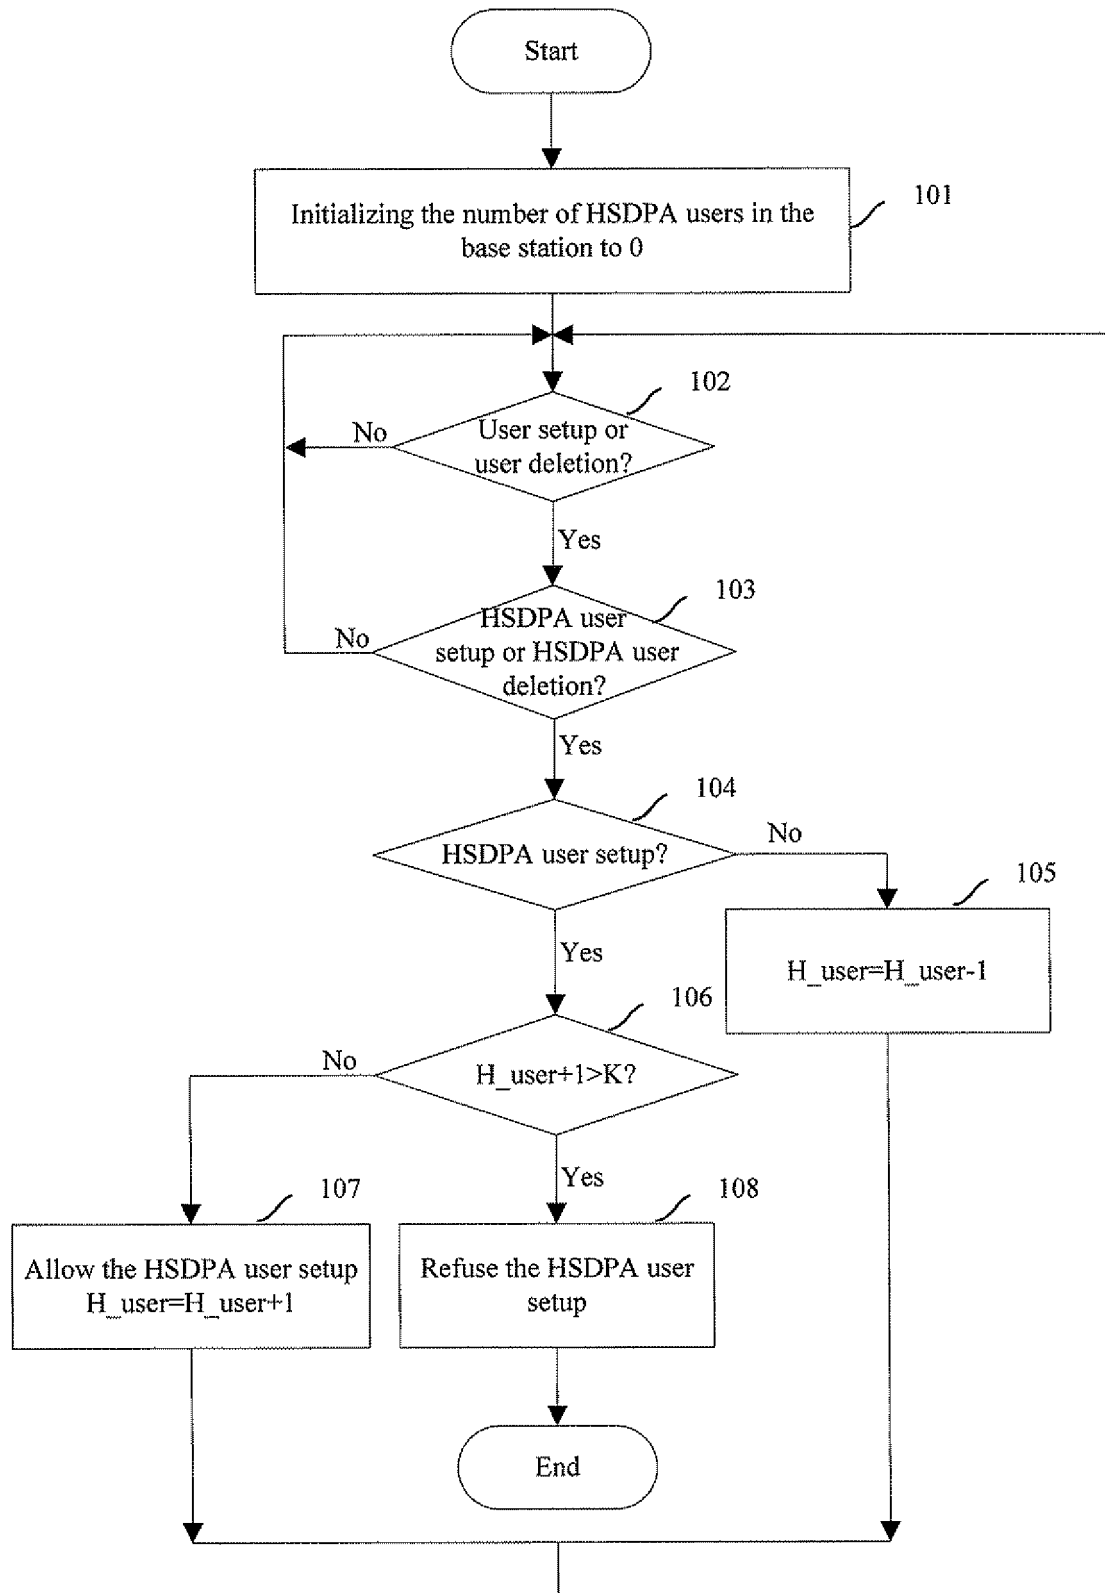 Start
Initializing the number of HSDPA users in the
base station to 0
101
102
User setup or
user deletion?
No
Yes
103
HSDPA user
setup or HSDPA user
deletion?
No
Yes
104
HSDPA user setup?
No
105
H_user=H_user-1
Yes
106
H_user+1>K?
No
Yes
107
Allow the HSDPA user setup
H_user=H_user+1
108
Refuse the HSDPA user
setup
End